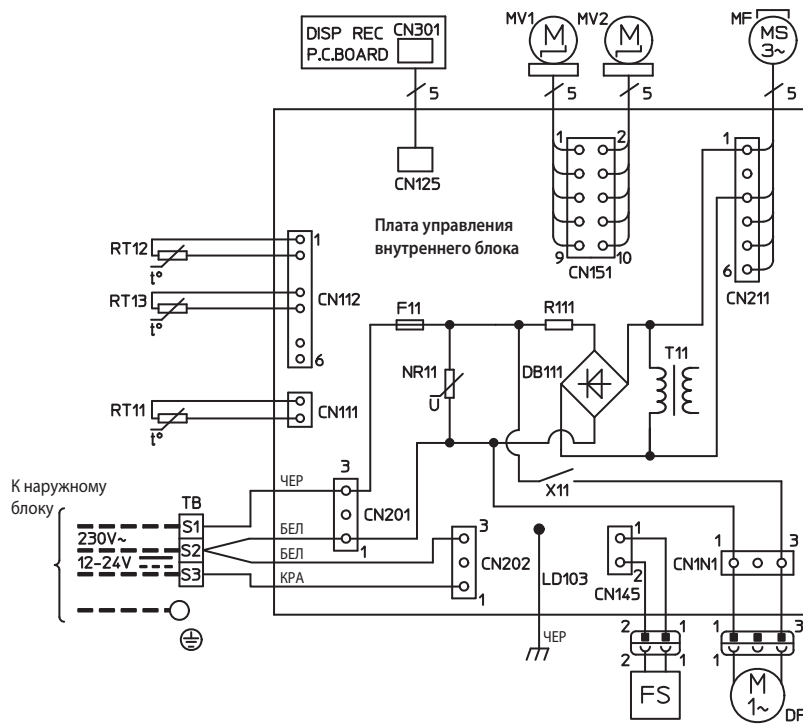 DISP REC CN301
P.C.BOARD
MV1
M
MV2
M
MF
MS
3~
5
5
5
5
CN125
1
2
9
10
CN151
1
6
CN211
Плата управления
внутреннего блока
RT12
t°
RT13
t°
1
CN112
6
RT11
t°
CN111
F11
R111
NR11
U
DB111
T11
X11
К наружному
блоку
TB
S1
S2
S3
230V~
12-24V
ЧЕР
БЕЛ
БЕЛ
КРА
3
CN201
1
3
CN202
1
LD103
ЧЕР
1
2
CN145
1
3
CN1N1
2
1
2
1
FS
1
3
1
M
1~
DF